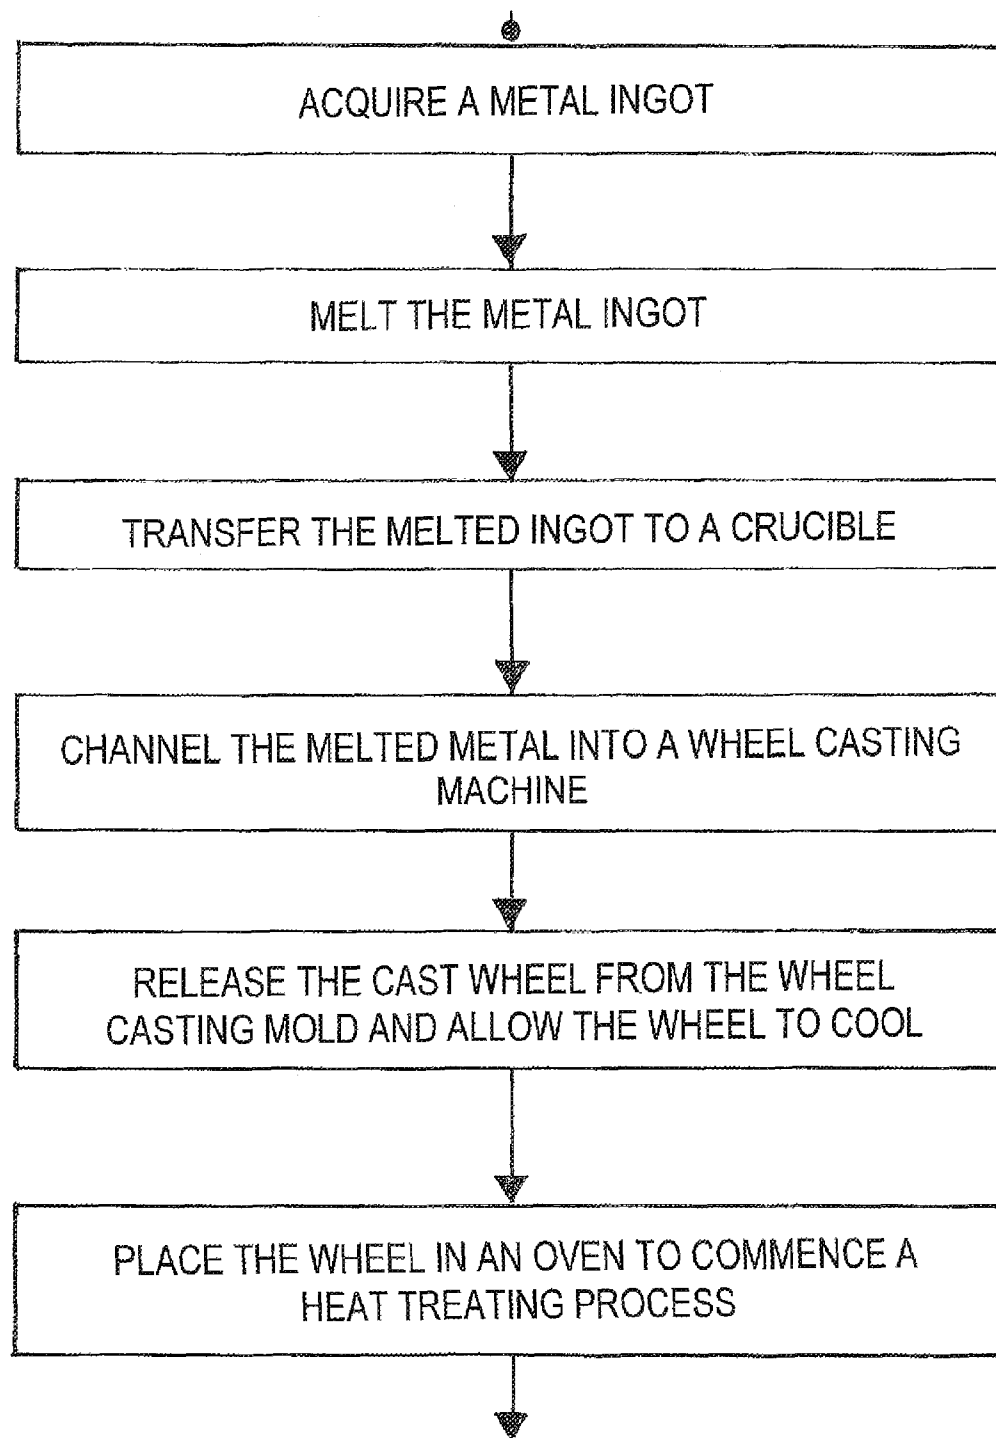 ACQUIRE A METAL INGOT
MELT THE METAL INGOT
TRANSFER THE MELTED INGOT TO A CRUCIBLE
CHANNEL THE MELTED METAL INTO A WHEEL CASTING
MACHINE
RELEASE THE CAST WHEEL FROM THE WHEEL
CASTING MOLD AND ALLOW THE WHEEL TO COOL
PLACE THE WHEEL IN AN OVEN TO COMMENCE A
HEAT TREATING PROCESS